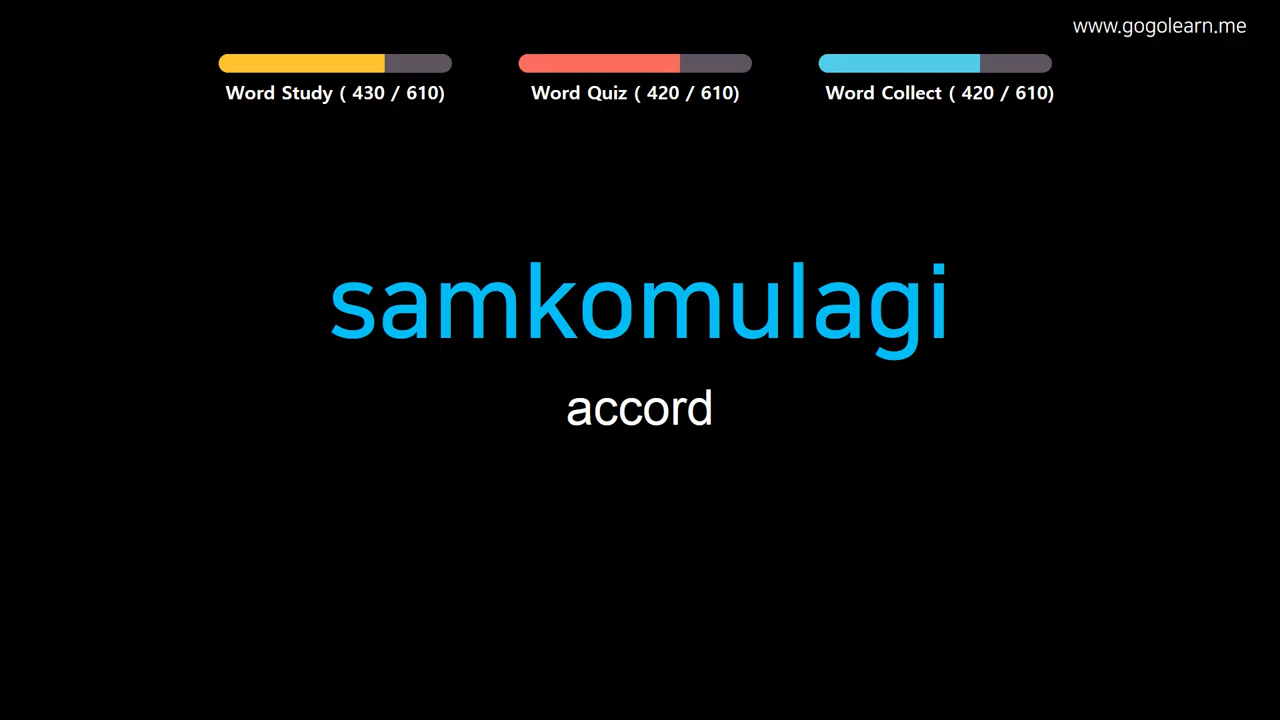 www.gogolearn.me
Word Study ( 430 / 610)
Word Quiz ( 420 / 610)
Word Collect ( 420 / 610)
samkomulagi
accord